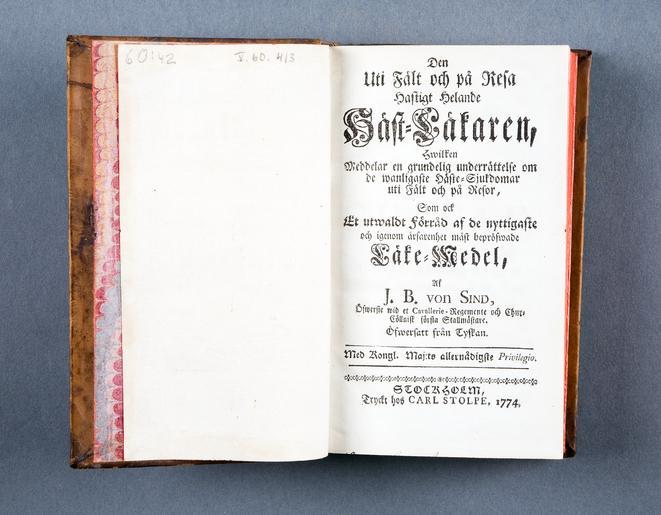 60:42
V. 60. 4/3
Den
Uti Fält och på Resa
Hastigt Helande
Häst-Läkaren,
Hwilken
Meddelar en grundelig underrättelse om
de wanligaste Häste-Sjukdomar
uti Fält och på Resor,
Som ock
Et utwaldt Förråd af de nyttigaste
och igenom ärfarenhet mäst bepröfwade
Läke-Medel,
Af
J. B. von Sind,
Öfwerste wid et Cavallerie-Regemente och Chur-
Cöllnisk första Stallmästare.
Öfwersatt från Tyskan.
Med Kongl. Maj:ts allernådigste Privilegio.
STOCKHOLM,
Tryckt hos CARL STOLPE, 1774.